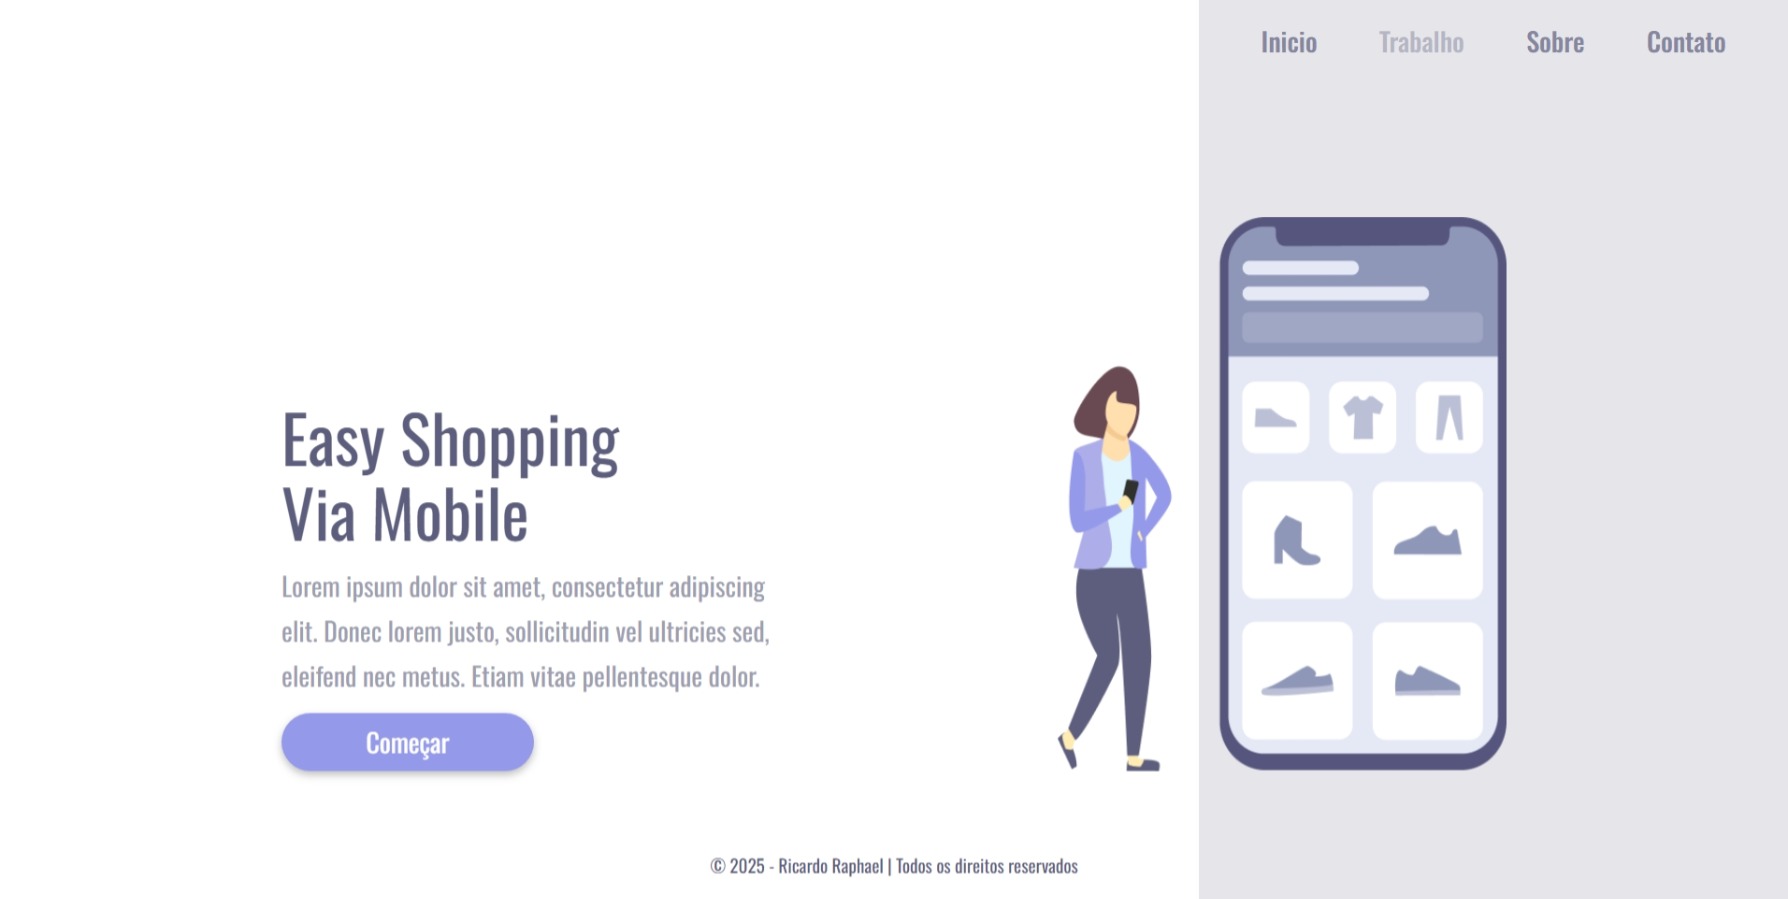 Inicio Trabalho Sobre Contato
Easy Shopping
Via Mobile
Lorem ipsum dolor sit amet, consectetur adipiscing
elit. Donec lorem justo, sollicitudin vel ultricies sed,
eleifend nec metus. Etiam vitae pellentesque dolor.
Começar
© 2025 - Ricardo Raphael | Todos os direitos reservados